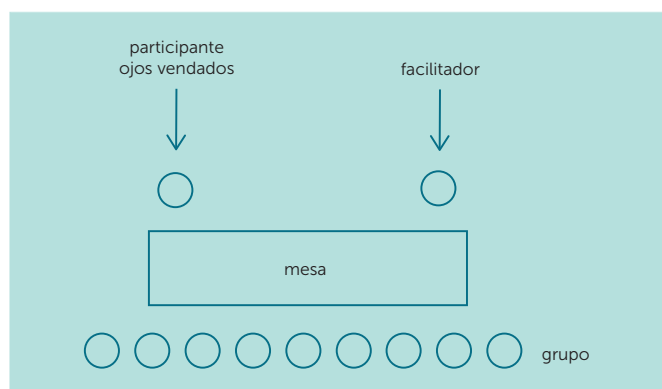 participante
ojos vendados
facilitador
mesa
grupo